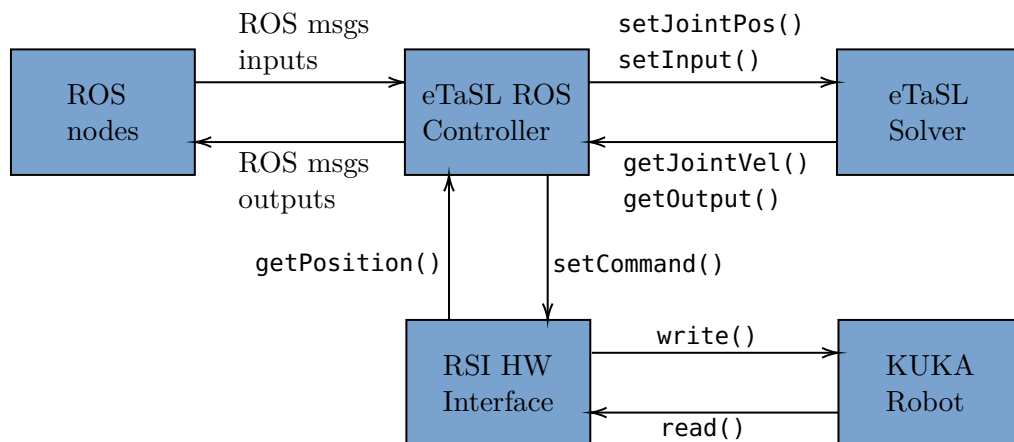 ROS msgs
inputs
setJointPos()
setInput()
ROS
nodes
eTaSL ROS
Controller
eTaSL
Solver
ROS msgs
outputs
getJointVel()
getOutput()
getPosition()
setCommand()
RSI HW
Interface
write()
read()
KUKA
Robot